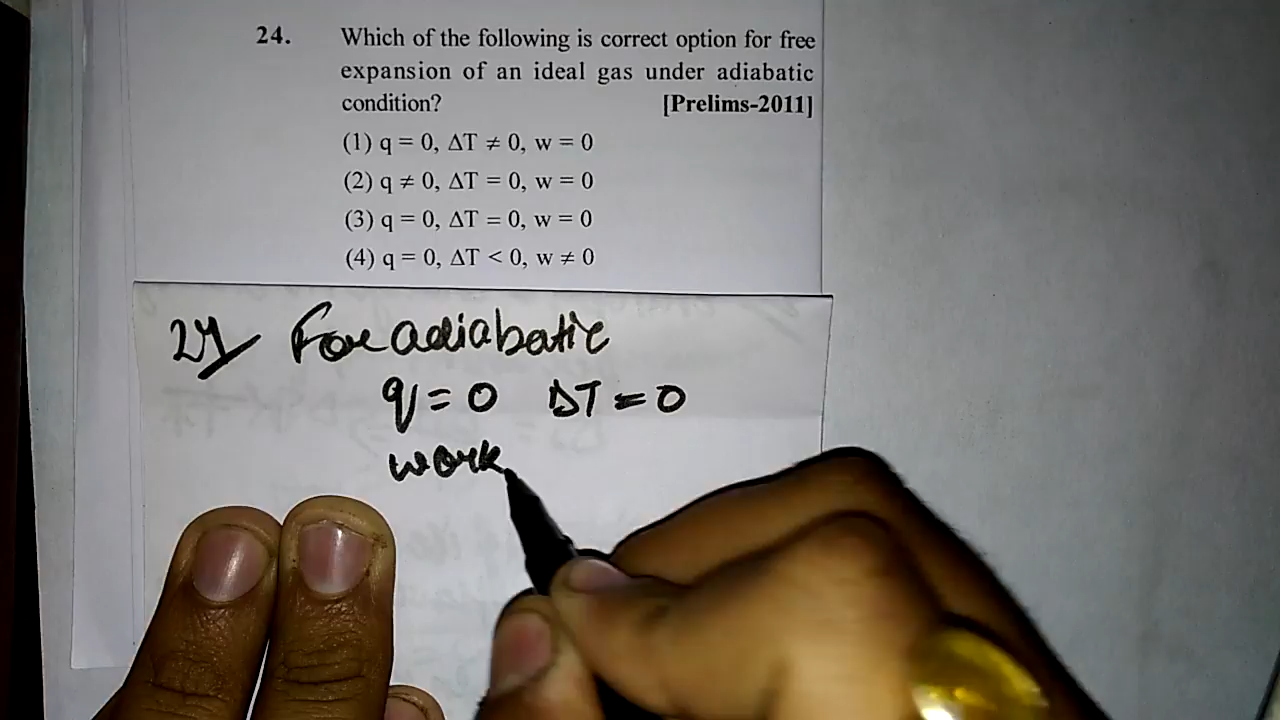 24. Which of the following is correct option for free
expansion of an ideal gas under adiabatic
condition? [Prelims-2011]
(1) q = 0, ΔT ≠ 0, w = 0
(2) q ≠ 0, ΔT = 0, w = 0
(3) q = 0, ΔT = 0, w = 0
(4) q = 0, ΔT < 0, w ≠ 0
24 For adiabatic
q = 0 ΔT = 0
work